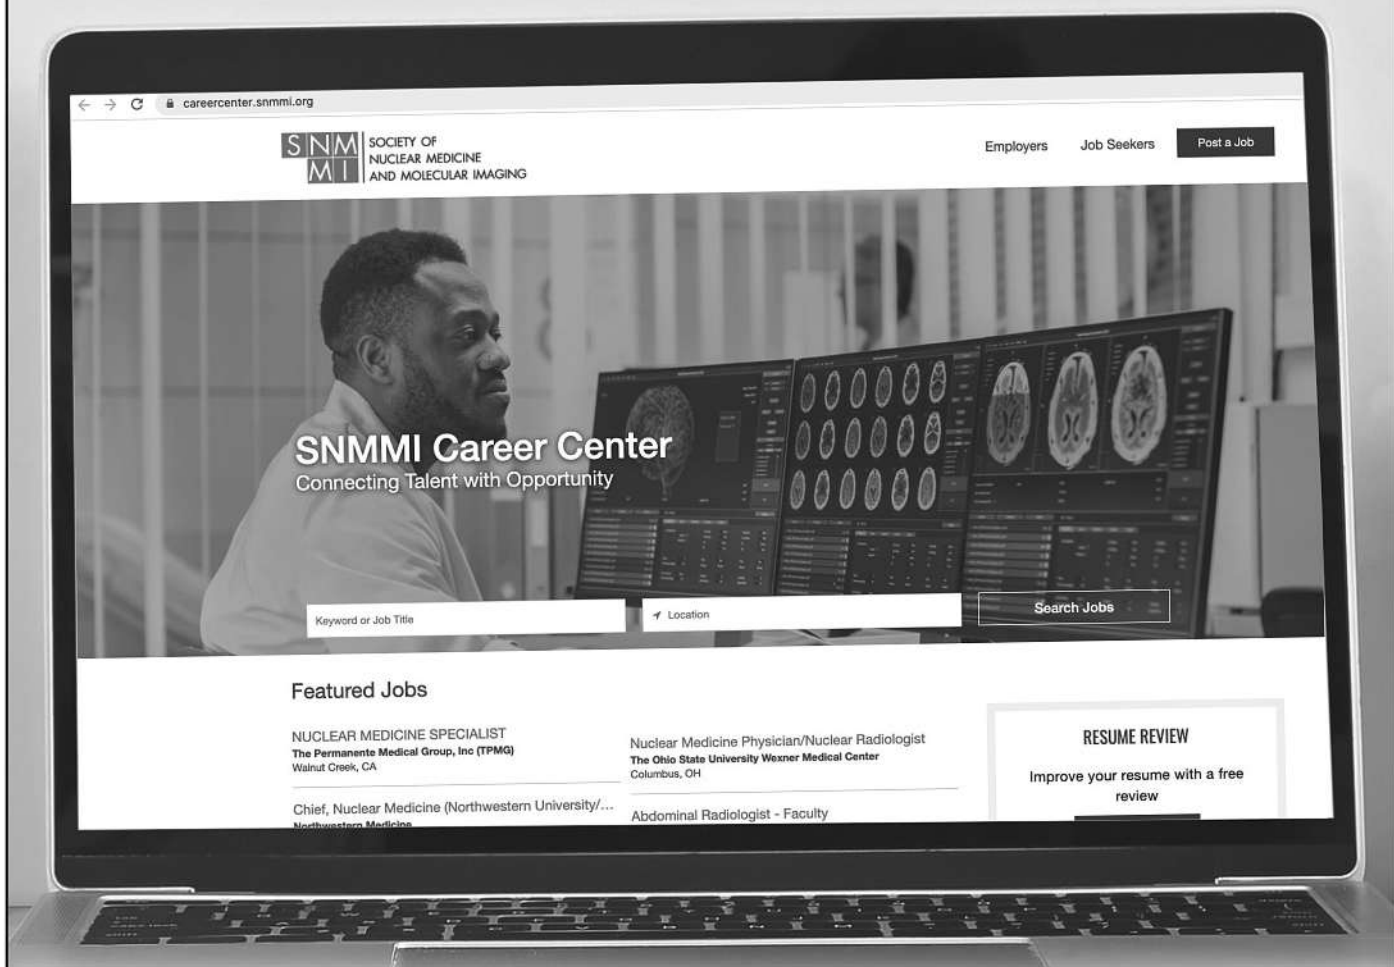 careercenter.snmmi.org
SNM
MI
SOCIETY OF
NUCLEAR MEDICINE
AND MOLECULAR IMAGING
Employers
Job Seekers
Post a Job
SNMMI Career Center
Connecting Talent with Opportunity
Keyword or Job Title
Location
Search Jobs
Featured Jobs
NUCLEAR MEDICINE SPECIALIST
The Permanente Medical Group, Inc (TPMG)
Walnut Creek, CA
Chief, Nuclear Medicine (Northwestern University/...
Northwestern Medicine
Nuclear Medicine Physician/Nuclear Radiologist
The Ohio State University Wexner Medical Center
Columbus, OH
Abdominal Radiologist - Faculty
RESUME REVIEW
Improve your resume with a free
review